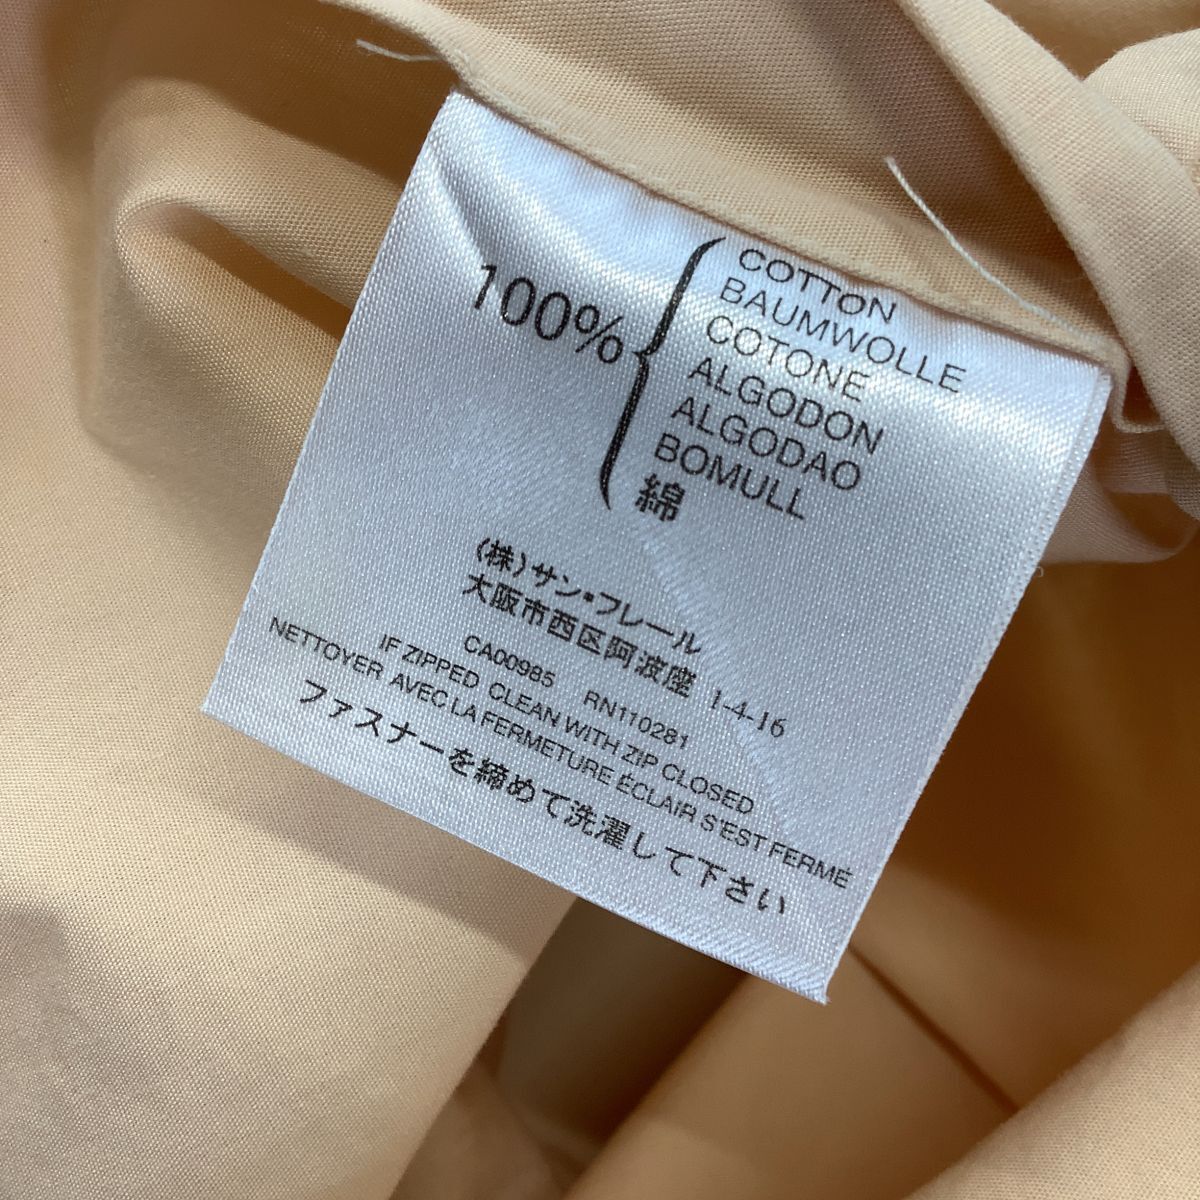 100%
COTTON
BAUMWOLLE
COTONE
ALGODON
ALGODAO
BOMULL
綿
(株)サン・フレール
大阪市西区阿波座 1-4-16
CA00985 RN110281
IF ZIPPED CLEAN WITH ZIP CLOSED
NETTOYER AVEC LA FERMETURE ÉCLAIR S'EST FERMÉ
ファスナーを締めて洗濯して下さい